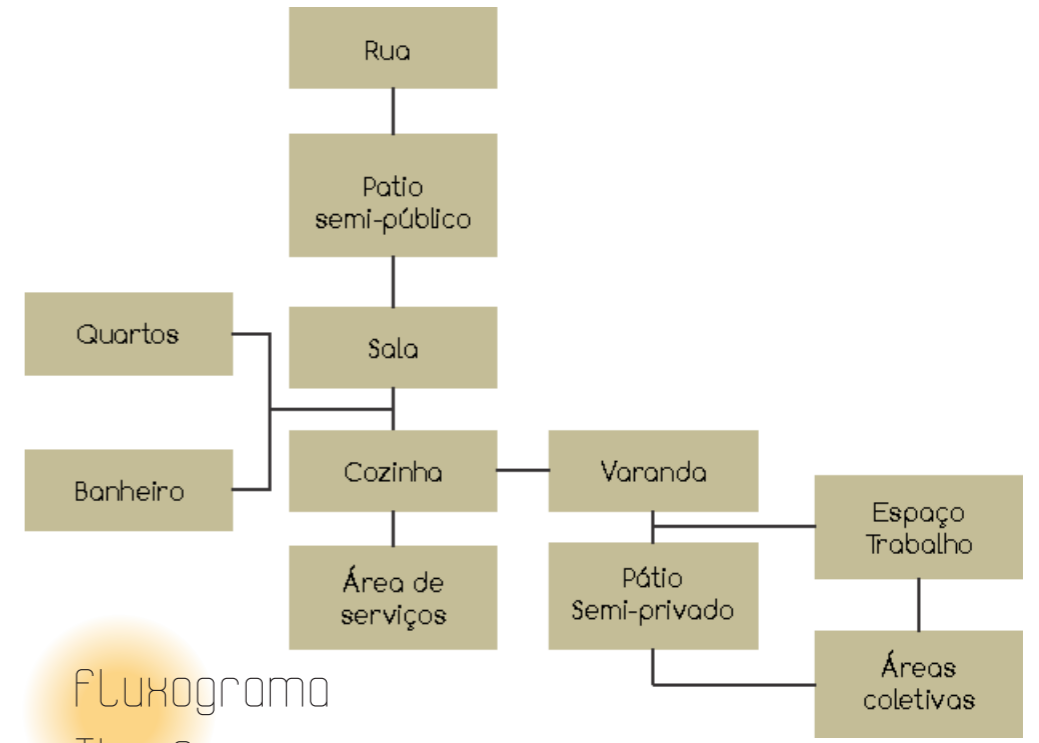 Rua
Patio
semi-público
Quartos
Sala
Banheiro
Cozinha
Varanda
Espaço
Trabalho
Área de
serviços
Pátio
Semi-privado
Áreas
coletivas
fluxograma